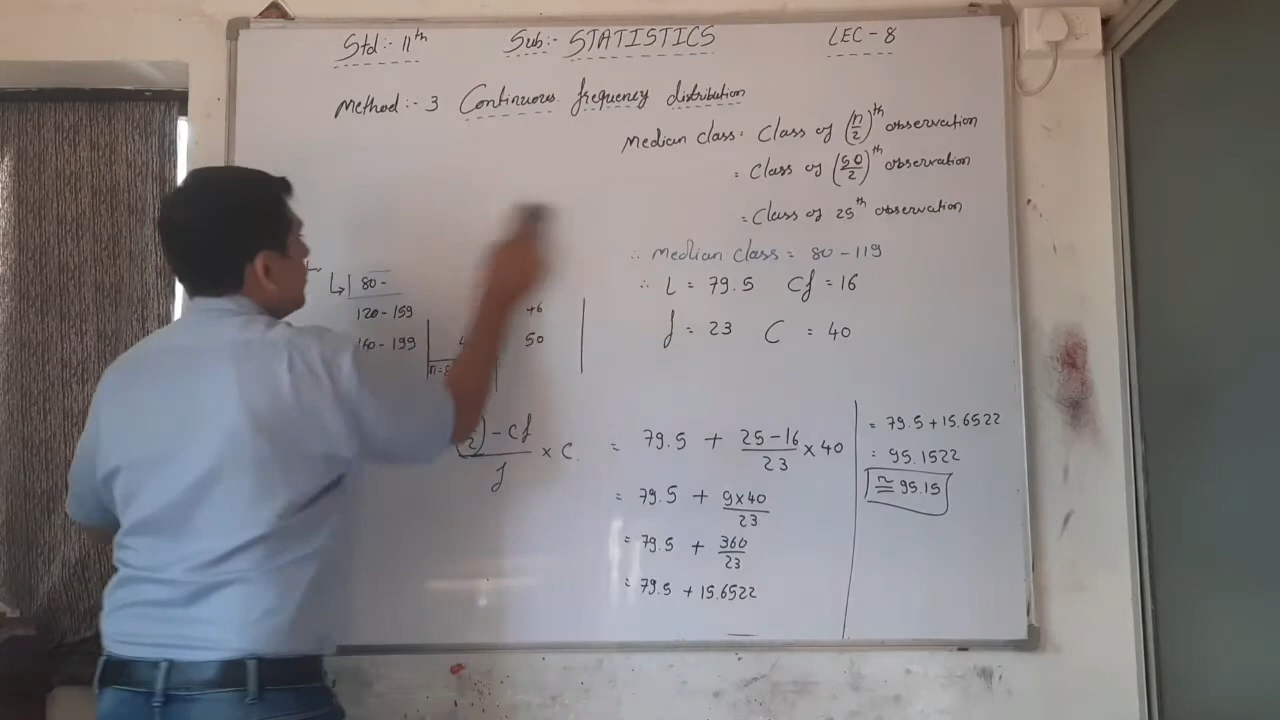 Std:- 11th Sub:- STATISTICS LEC-8
Method:- 3 Continuous frequency distribution
Median class = Class of (n/2)th observation
= Class of (50/2)th observation
= Class of 25th observation
∴ median class = 80-119
∴ L = 79.5 Cf = 16
f = 23 C = 40
80-
120-159 +6
160-199 4 50
n=
- Cf / f × C
= 79.5 + 25-16/23 × 40
= 79.5 + 9×40/23
= 79.5 + 360/23
= 79.5 + 15.6522
= 79.5 + 15.6522
= 95.1522
≅ 95.15